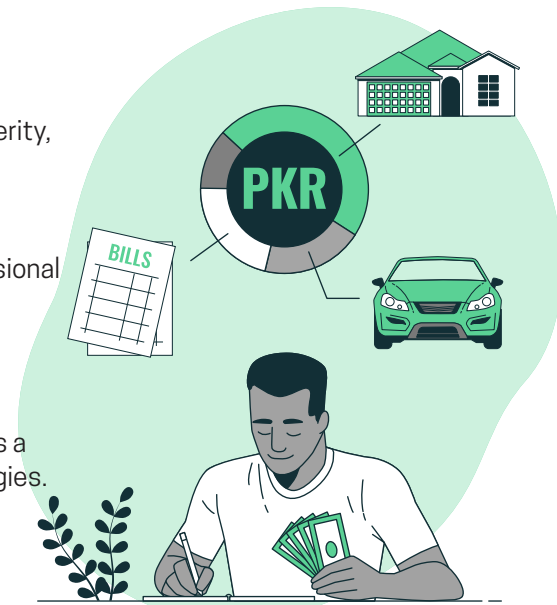 erity,
PKR
BILLS
sional
s a
gies.